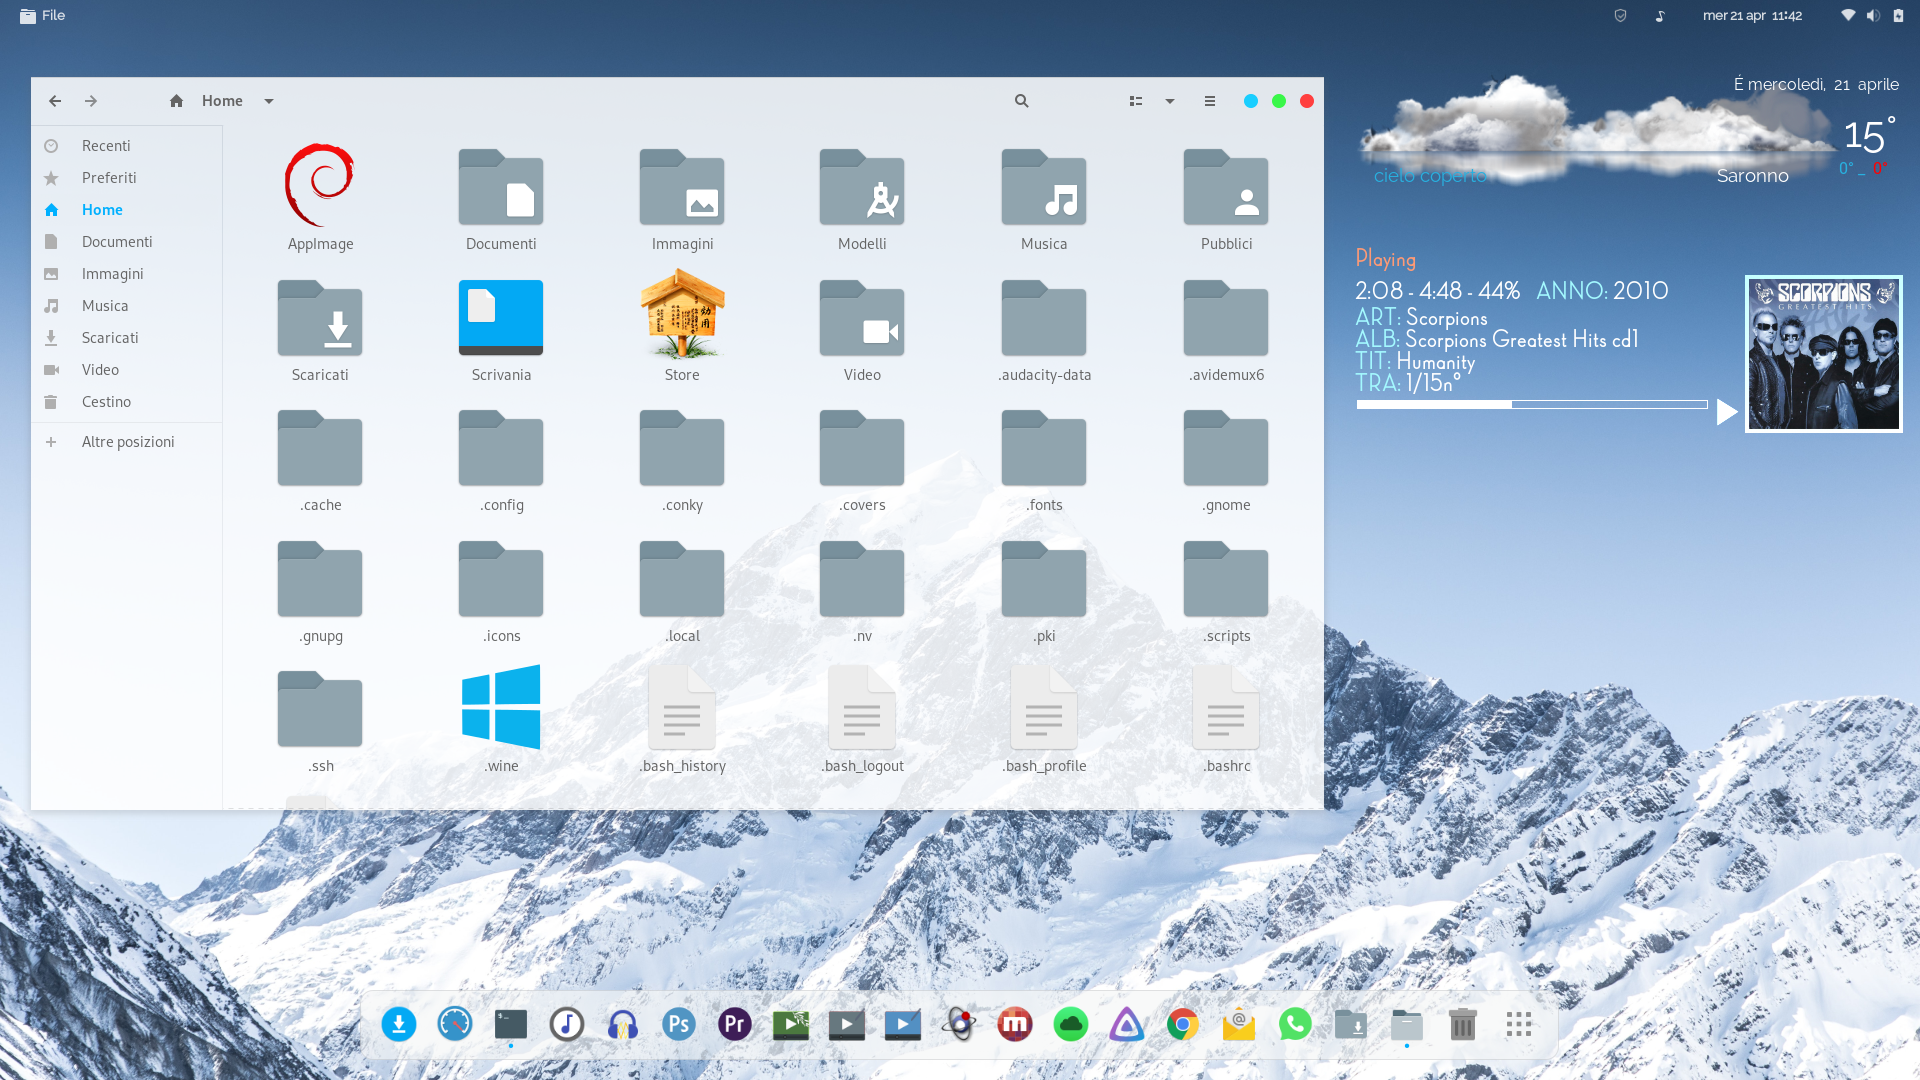 File
mer 21 apr 11:42
Home
Recenti
Preferiti
Home
Documenti
Immagini
Musica
Scaricati
Video
Cestino
Altre posizioni
AppImage
Documenti
Immagini
Modelli
Musica
Pubblici
Scaricati
Scrivania
Store
Video
.audacity-data
.avidemux6
.cache
.config
.conky
.covers
.fonts
.gnome
.gnupg
.icons
.local
.nv
.pki
.scripts
.ssh
.wine
.bash_history
.bash_logout
.bash_profile
.bashrc
É mercoledì, 21 aprile
15°
0° _ 0°
cielo coperto
Saronno
Playing
2:08 - 4:48 - 44% ANNO: 2010
ART: Scorpions
ALB: Scorpions Greatest Hits cd1
TIT: Humanity
TRA: 1/15n°
SCORPIONS
GREATEST HITS
$_
Ps
Pr
m
@